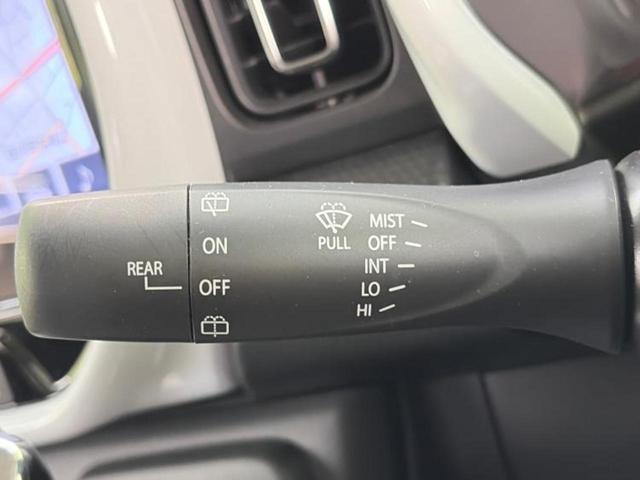 REAR
ON
OFF
PULL
MIST
OFF
INT
LO
HI